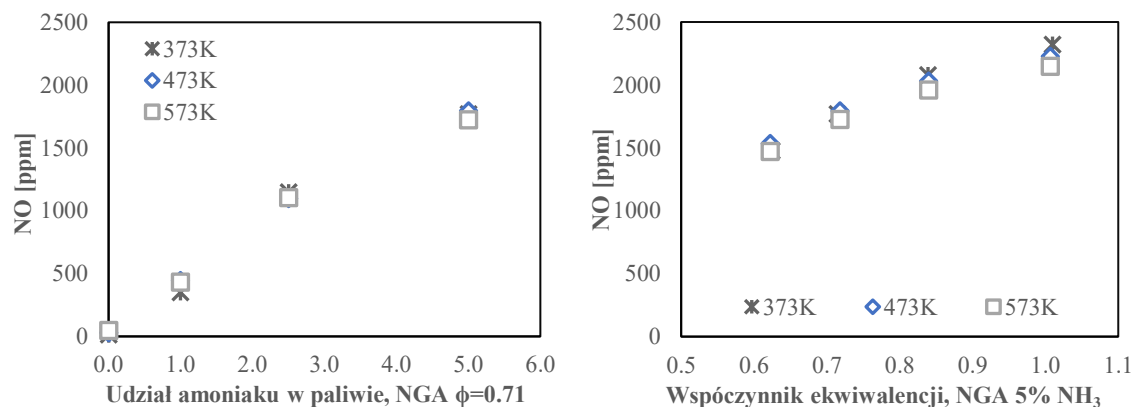 2500
2000
1500
1000
500
0
NO [ppm]
373K
473K
573K
0.0 1.0 2.0 3.0 4.0 5.0 6.0
Udział amoniaku w paliwie, NGA ϕ=0.71
2500
2000
1500
1000
500
0
NO [ppm]
373K 473K 573K
0.5 0.6 0.7 0.8 0.9 1.0 1.1
Wspóczynnik ekwiwalencji, NGA 5% NH₃